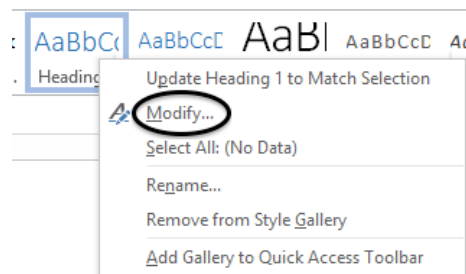 AaBbCc AaBbCcD AaBl AaBbCcD
Heading
Update Heading 1 to Match Selection
Modify...
Select All: (No Data)
Rename...
Remove from Style Gallery
Add Gallery to Quick Access Toolbar